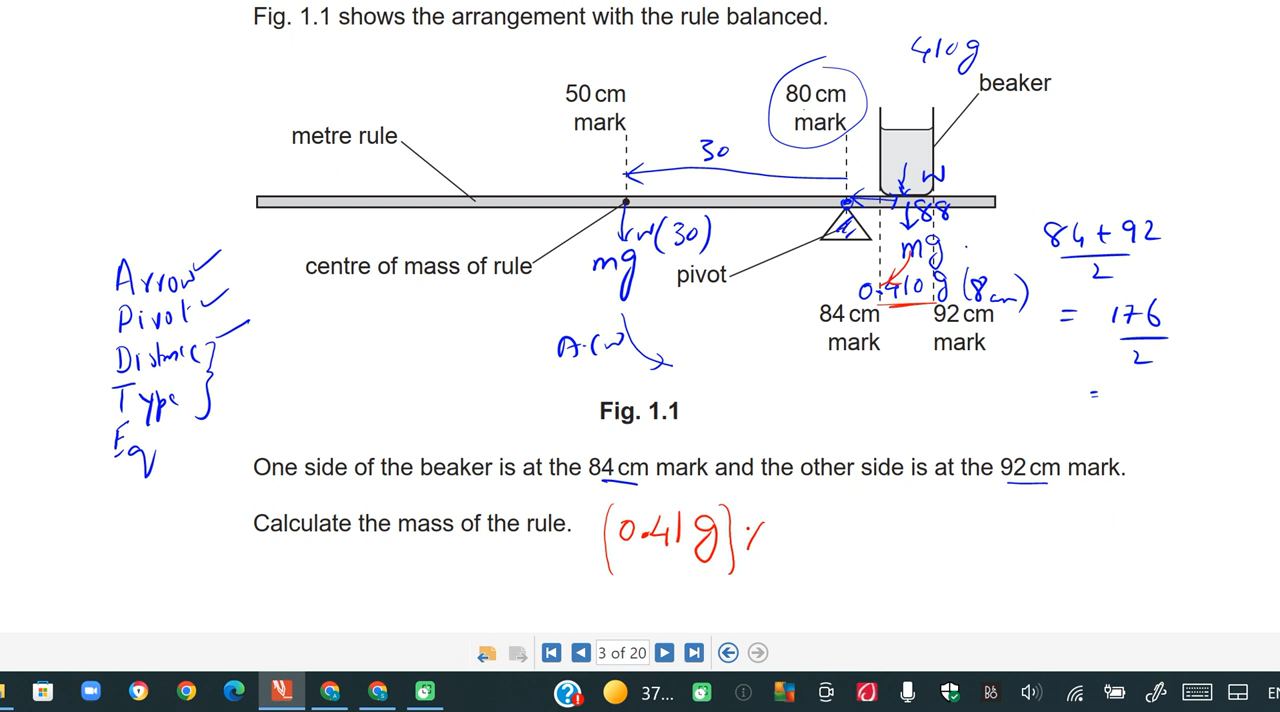 Fig. 1.1 shows the arrangement with the rule balanced.
410g
beaker
50 cm
mark
80 cm
mark
metre rule
30
W
88
w(30)
mg
mg
centre of mass of rule
pivot
0.410 g (8cm)
84 cm
mark
92 cm
mark
84 + 92
2
= 176
2
=
Arrow
Pivot
Distance
Type
Eq
A.(w)
Fig. 1.1
One side of the beaker is at the 84 cm mark and the other side is at the 92 cm mark.
Calculate the mass of the rule.
(0.41g)
3 of 20
37...